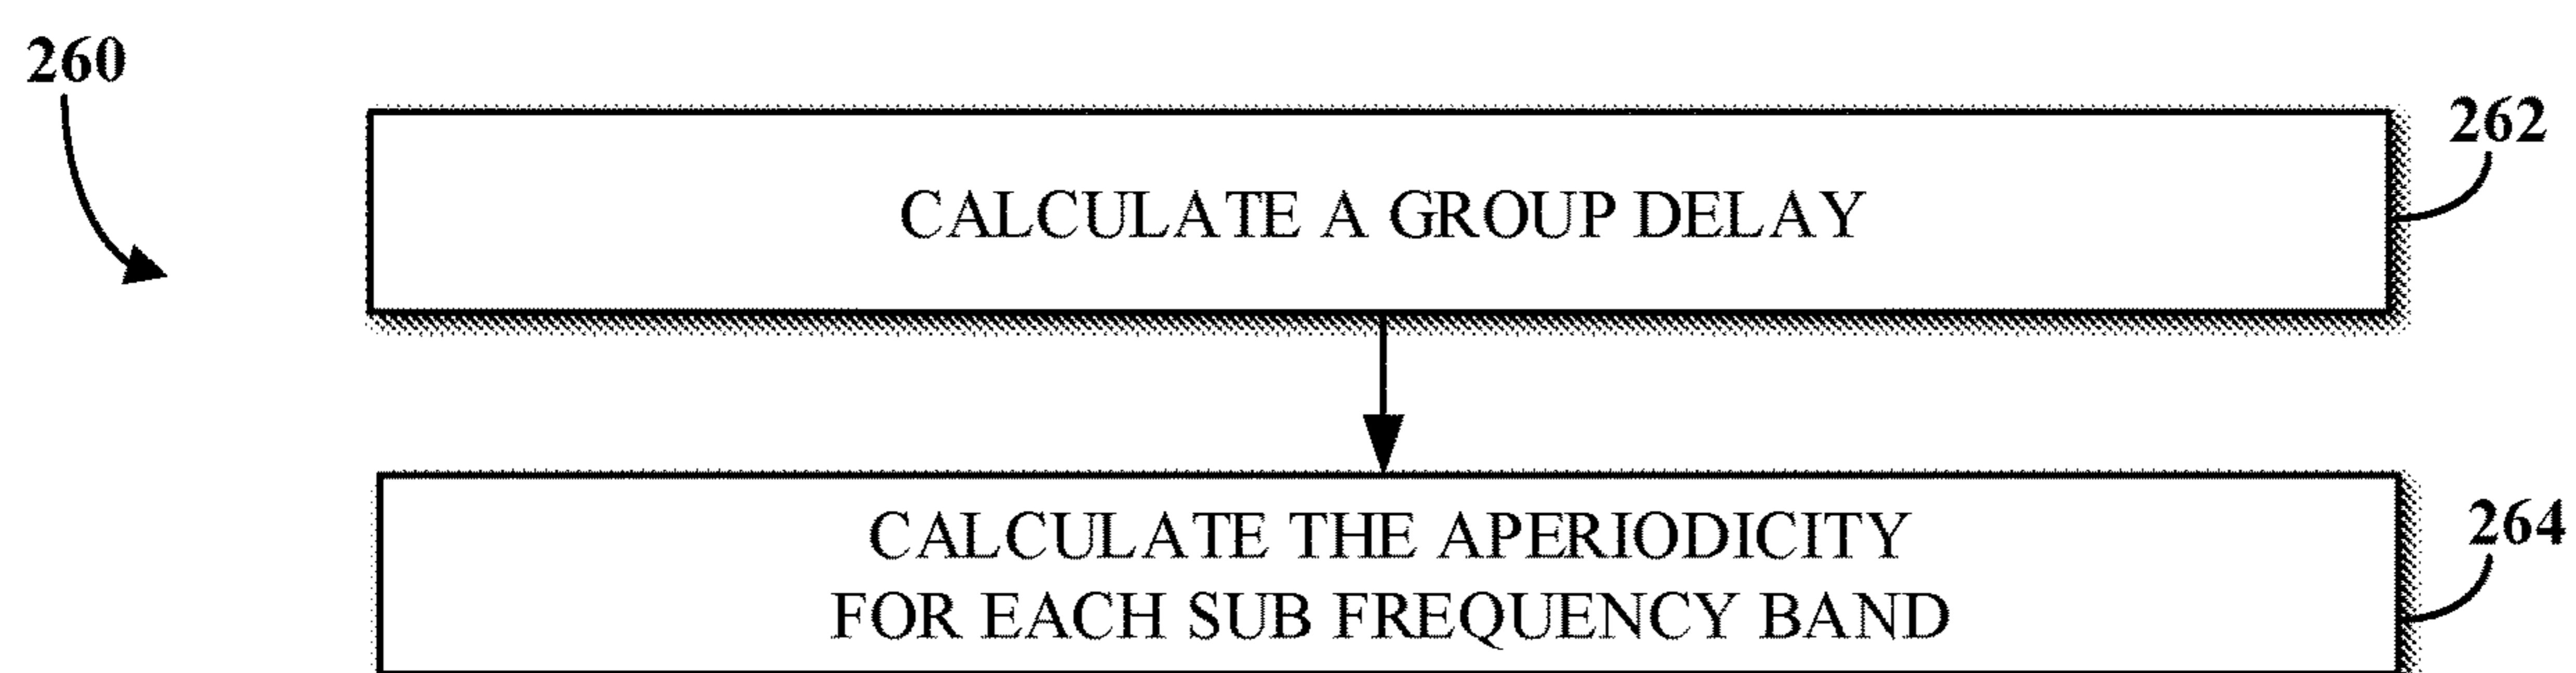 260
262
CALCULATE A GROUP DELAY
264
CALCULATE THE APERIODICITY
FOR EACH SUB FREQUENCY BAND